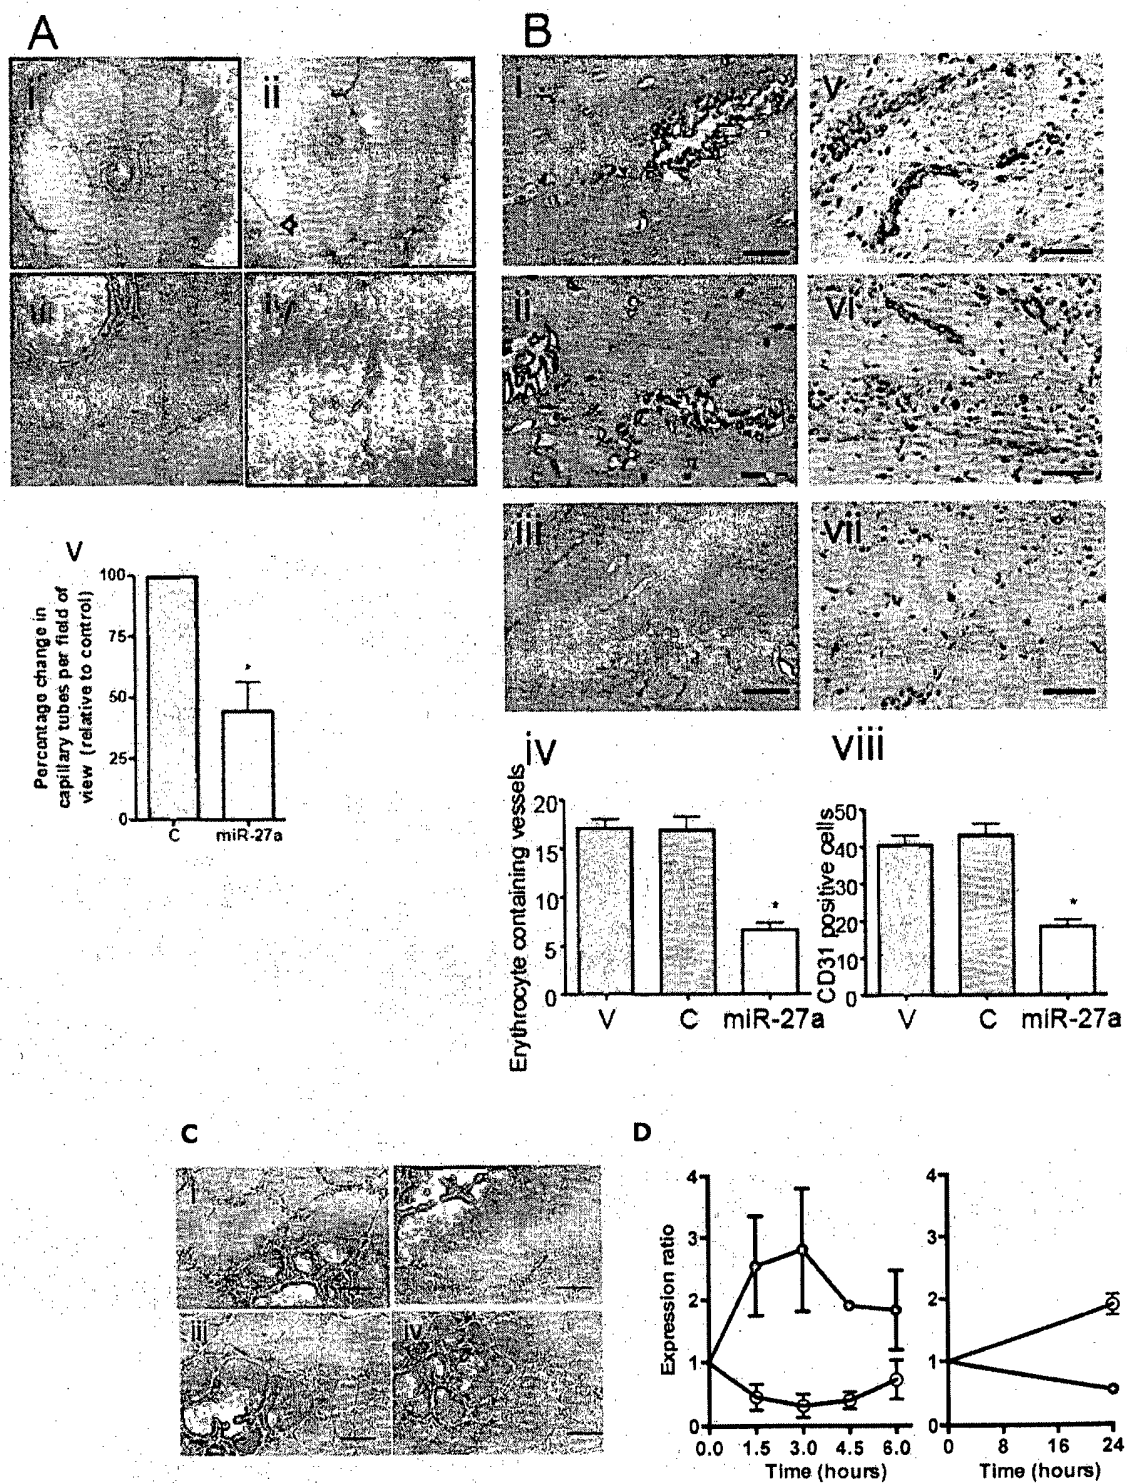 A
B
i
ii
i
v
iv
ii
vi
iii
vii
v
Percentage change in
capillary tubes per field of
view (relative to control)
100
75
50
25
0
*
C
miR-27a
iv
Erythrocyte containing vessels
20
15
10
5
0
*
V
C
miR-27a
viii
CD31 positive cells
50
40
30
20
10
0
*
V
C
miR-27a
C
D
i
iii
iv
Expression ratio
4
3
2
1
0
0.0
1.5
3.0
4.5
6.0
Time (hours)
4
3
2
1
0
0
8
16
24
Time (hours)